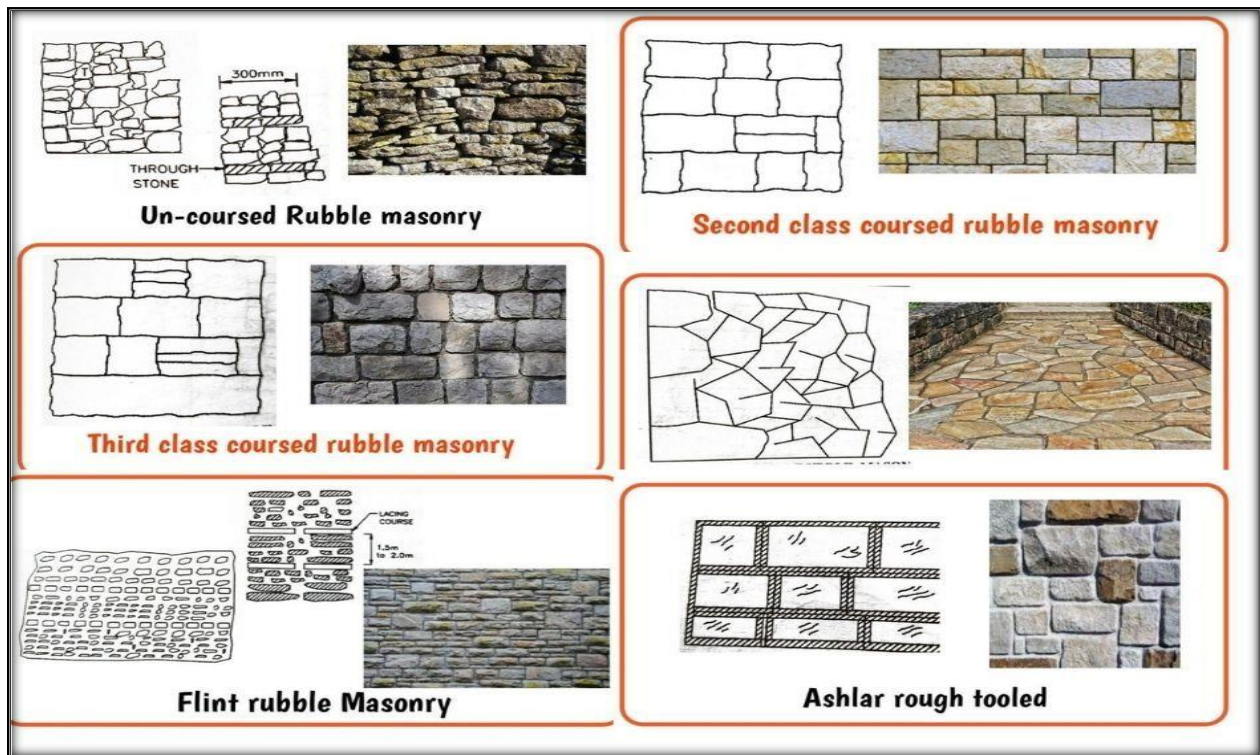 300mm
THROUGH
STONE
Un-coursed Rubble masonry
Second class coursed rubble masonry
Third class coursed rubble masonry
LACING
COURSE
1.5m
to 2.0m
Flint rubble Masonry
Ashlar rough tooled